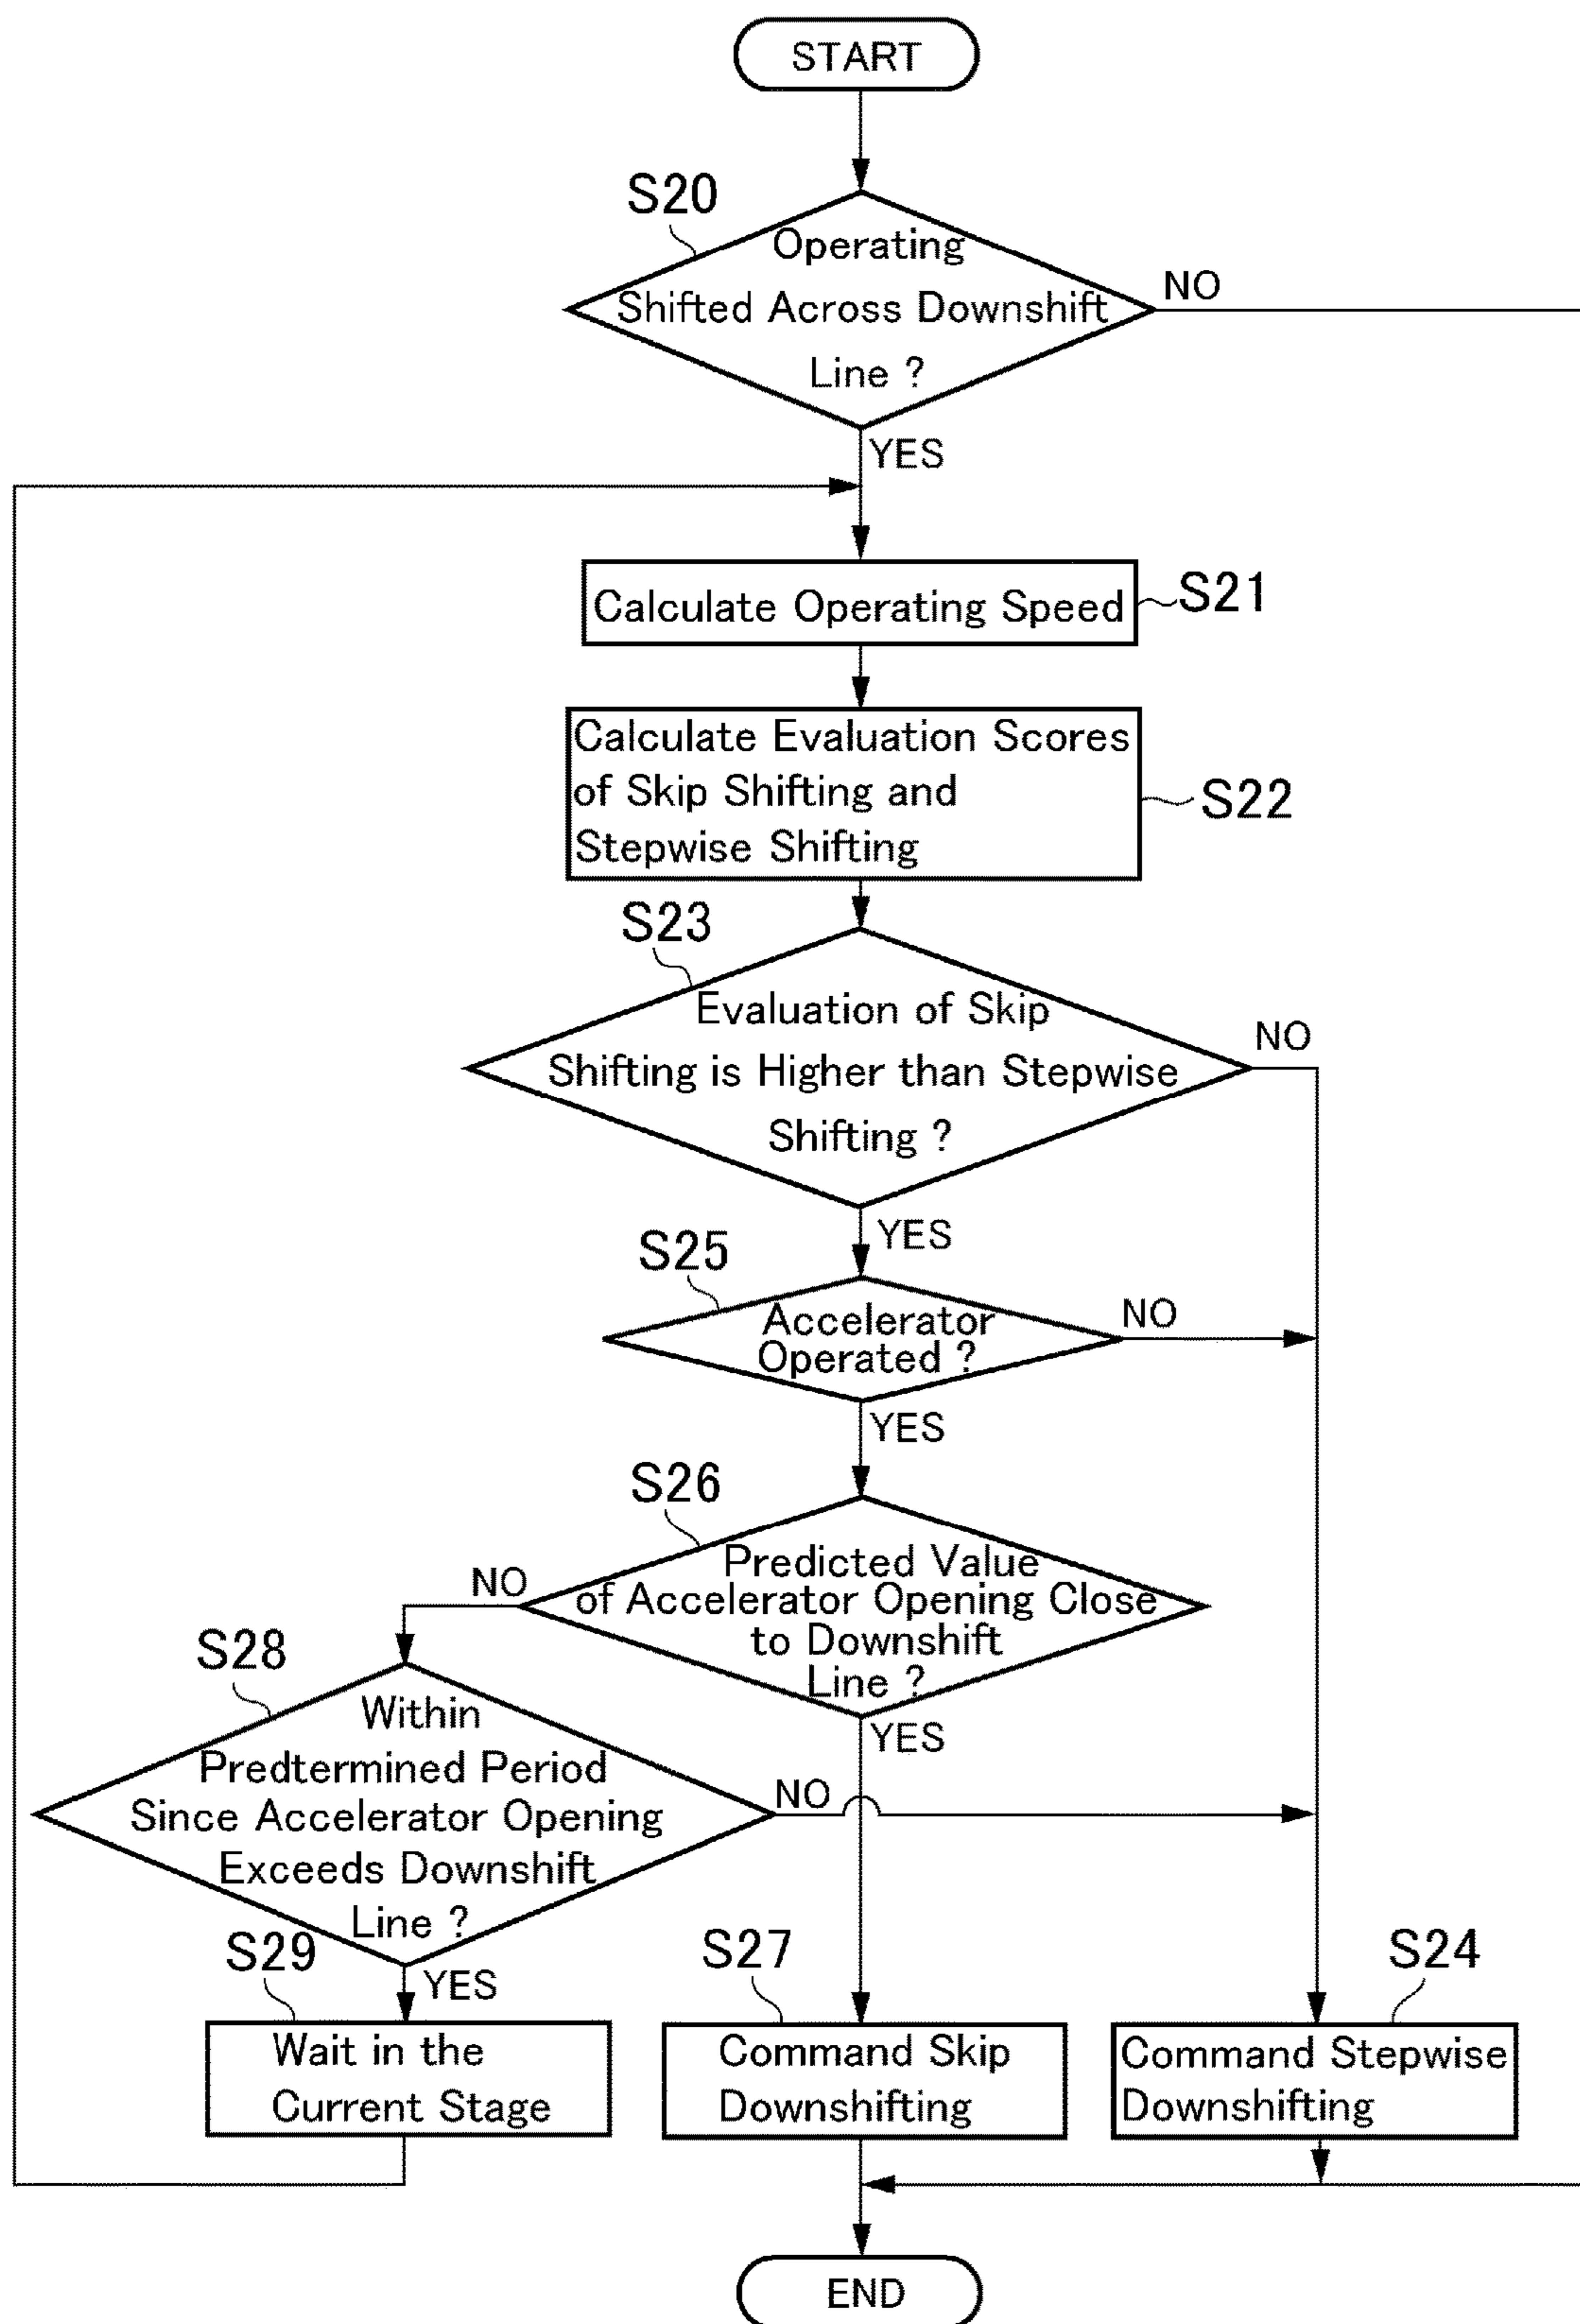 START
S20
Operating
Shifted Across Downshift
Line ?
NO
YES
Calculate Operating Speed
S21
Calculate Evaluation Scores
of Skip Shifting and
Stepwise Shifting
S22
S23
Evaluation of Skip
Shifting is Higher than Stepwise
Shifting ?
NO
YES
S25
Accelerator
Operated ?
NO
YES
S26
Predicted Value
of Accelerator Opening Close
to Downshift
Line ?
NO
YES
S28
Within
Predtermined Period
Since Accelerator Opening
Exceeds Downshift
Line ?
NO
YES
S29
Wait in the
Current Stage
S27
Command Skip
Downshifting
S24
Command Stepwise
Downshifting
END